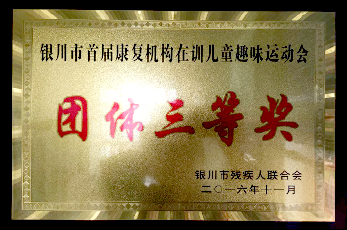 银川市首届康复机构在训儿童趣味运动会
团体三等奖
银川市残疾人联合会
二〇一六年十一月